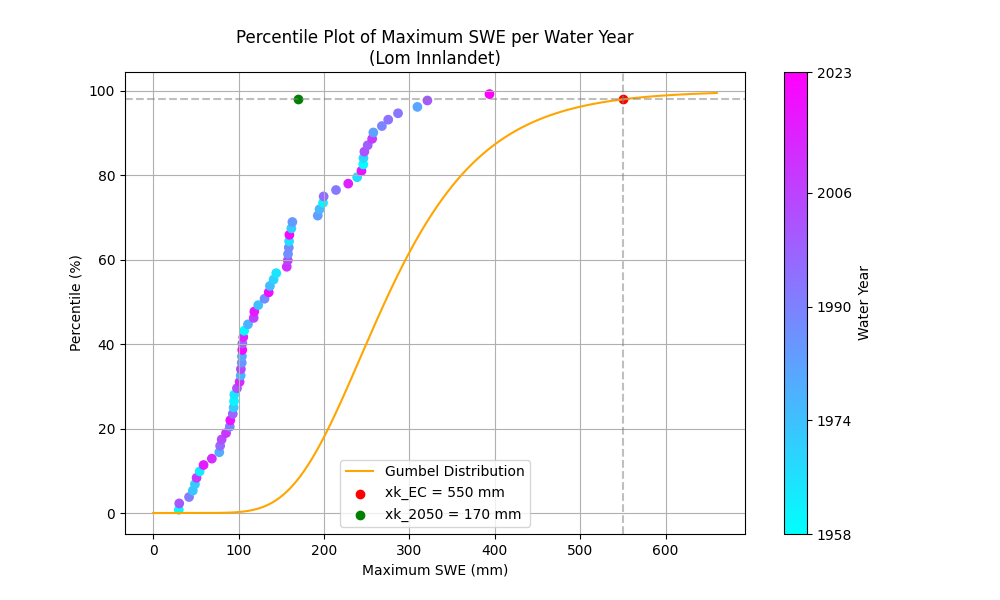 Percentile Plot of Maximum SWE per Water Year
(Lom Innlandet)
Percentile (%)
100
80
60
40
20
0
0 100 200 300 400 500 600
Maximum SWE (mm)
Gumbel Distribution
xk_EC = 550 mm
xk_2050 = 170 mm
2023
2006
1990
1974
1958
Water Year